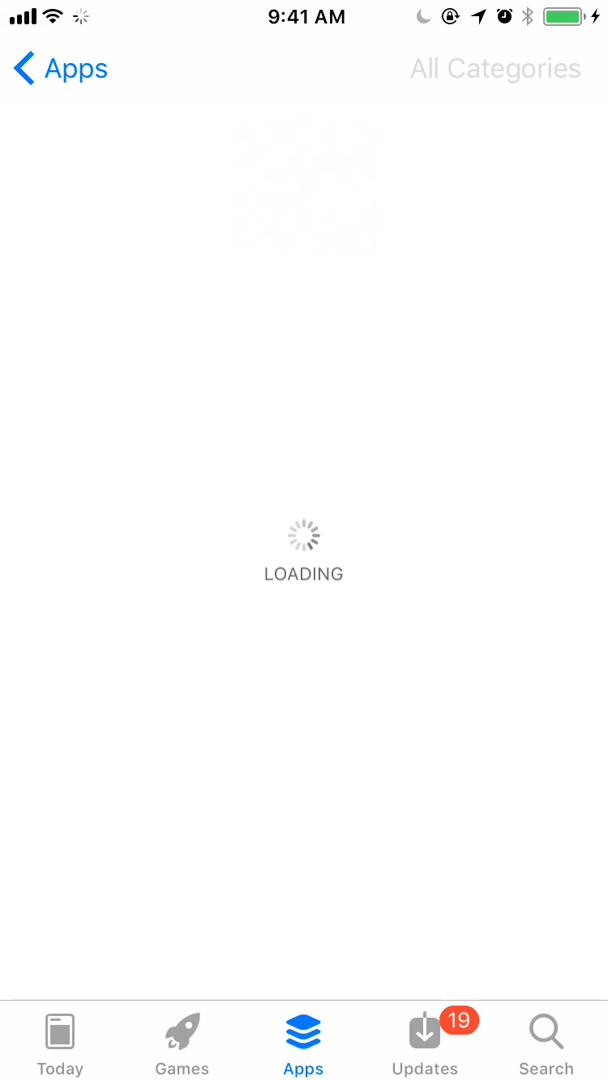 9:41 AM
Apps
All Categories
LOADING
19
Today
Games
Apps
Updates
Search